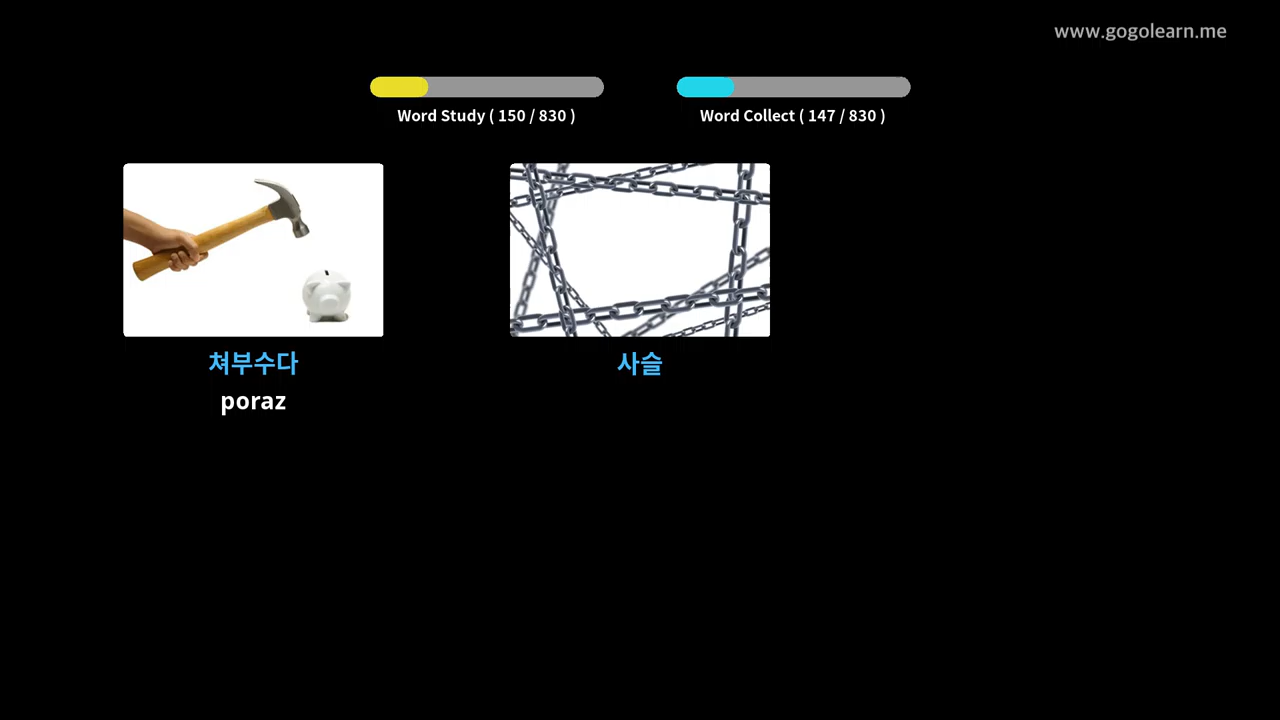 www.gogolearn.me
Word Study ( 150 / 830 )
Word Collect ( 147 / 830 )
쳐부수다
poraz
사슬